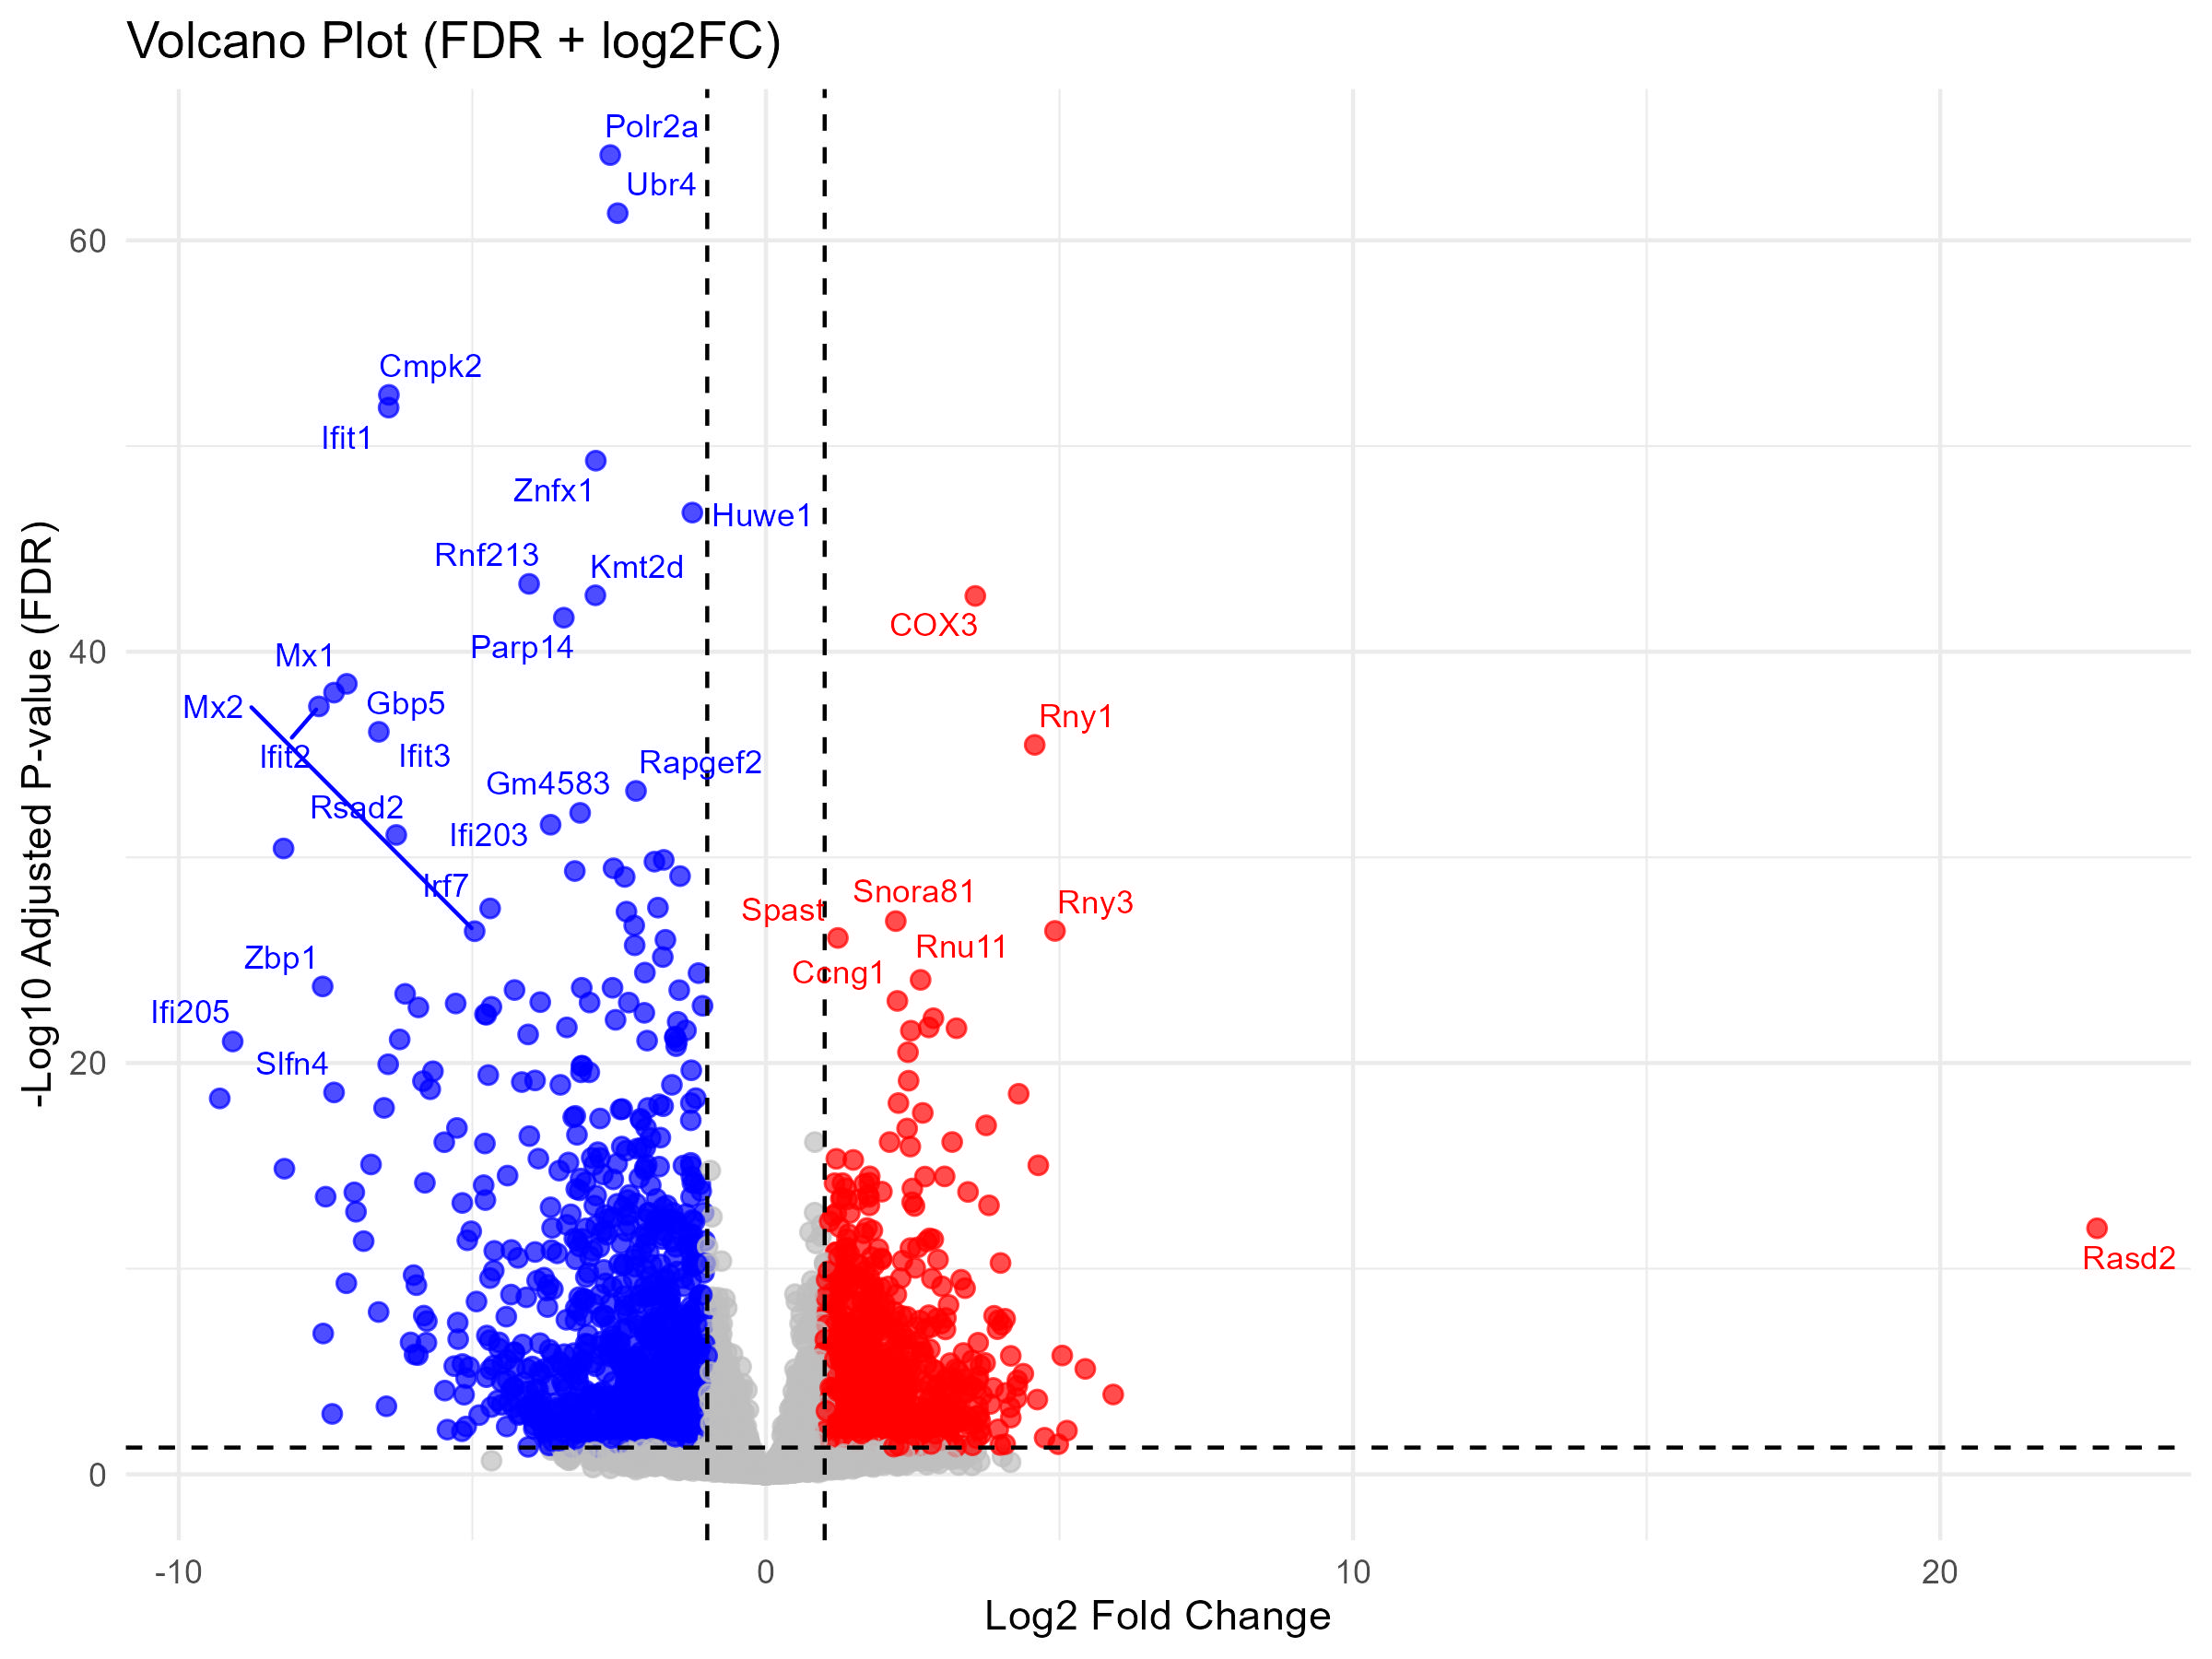 Volcano Plot (FDR + log2FC)
Polr2a
Ubr4
60
Cmpk2
Ifit1
Znfx1
Huwe1
Rnf213
Kmt2d
COX3
Parp14
40
Mx1
Mx2
Gbp5
Rny1
Ifit2
Ifit3
Rapgef2
Gm4583
Rsad2
Ifi203
Irf7
Snora81
Rny3
Spast
Rnu11
Zbp1
Ccng1
Ifi205
Slfn4
20
Rasd2
0
-Log10 Adjusted P-value (FDR)
-10
0
10
20
Log2 Fold Change